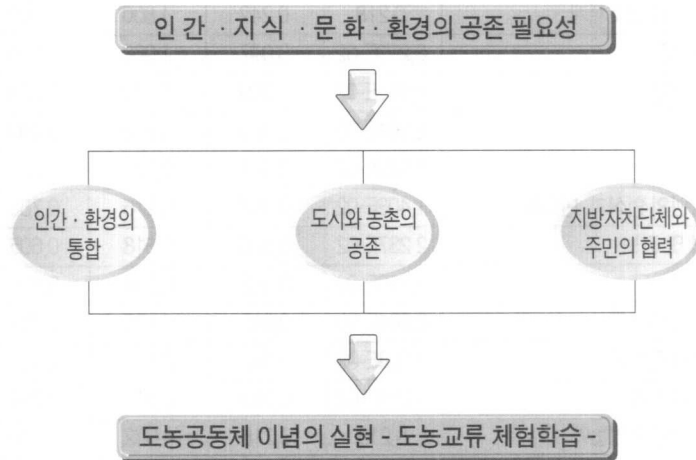 인간 · 지식 · 문화 · 환경의 공존 필요성
인간 · 환경의
통합
도시와 농촌의
공존
지방자치단체와
주민의 협력
도농공동체 이념의 실현 - 도농교류 체험학습 -